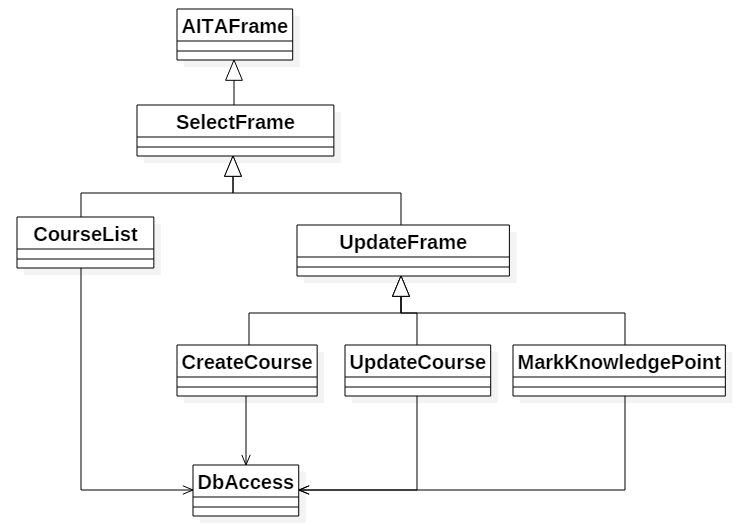 AITAFrame
SelectFrame
CourseList
UpdateFrame
CreateCourse
UpdateCourse
MarkKnowledgePoint
DbAccess